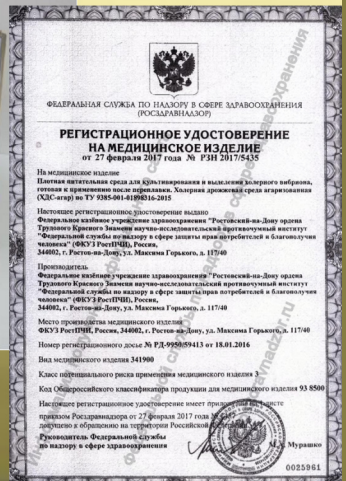 ФЕДЕРАЛЬНАЯ СЛУЖБА ПО НАДЗОРУ В СФЕРЕ ЗДРАВООХРАНЕНИЯ
(РОСЗДРАВНАДЗОР)
РЕГИСТРАЦИОННОЕ УДОСТОВЕРЕНИЕ
НА МЕДИЦИНСКОЕ ИЗДЕЛИЕ
от 27 февраля 2017 года № РЗН 2017/5435
На медицинское изделие
Плотная питательная среда для культивирования и выделения холерного вибриона,
готовая к применению после переплавки. Холерная дрожжевая среда агаризованная
(ХДС-агар) по ТУ 9385-001-01898316-2015
Настоящее регистрационное удостоверение выдано
Федеральное казённое учреждение здравоохранения "Ростовский-на-Дону ордена
Трудового Красного Знамени научно-исследовательский противочумный институт"
"Федеральной службы по надзору в сфере защиты прав потребителей и благополучия
человека" (ФКУЗ РостПЧИ), Россия,
344002, г. Ростов-на-Дону, ул. Максима Горького, д. 117/40
Производитель
Федеральное казённое учреждение здравоохранения "Ростовский-на-Дону ордена
Трудового Красного Знамени научно-исследовательский противочумный институт"
"Федеральной службы по надзору в сфере защиты прав потребителей и благополучия
человека" (ФКУЗ РостПЧИ), Россия,
344002, г. Ростов-на-Дону, ул. Максима Горького, д. 117/40
Место производства медицинского изделия
ФКУЗ РостПЧИ, Россия, 344002, г. Ростов-на-Дону, ул. Максима Горького, д. 117/40
Номер регистрационного досье № РД-9950/59413 от 18.01.2016
Вид медицинского изделия 341900
Класс потенциального риска применения медицинского изделия 3
Код Общероссийского классификатора продукции для медицинского изделия 93 8500
Настоящее регистрационное удостоверение имеет приложение на листе
приказом Росздравнадзора от 27 февраля 2017 года №
допущено к обращению на территории Российской Федерации
Руководитель Федеральной службы
по надзору в сфере здравоохранения
М.А. Мурашко
0025961